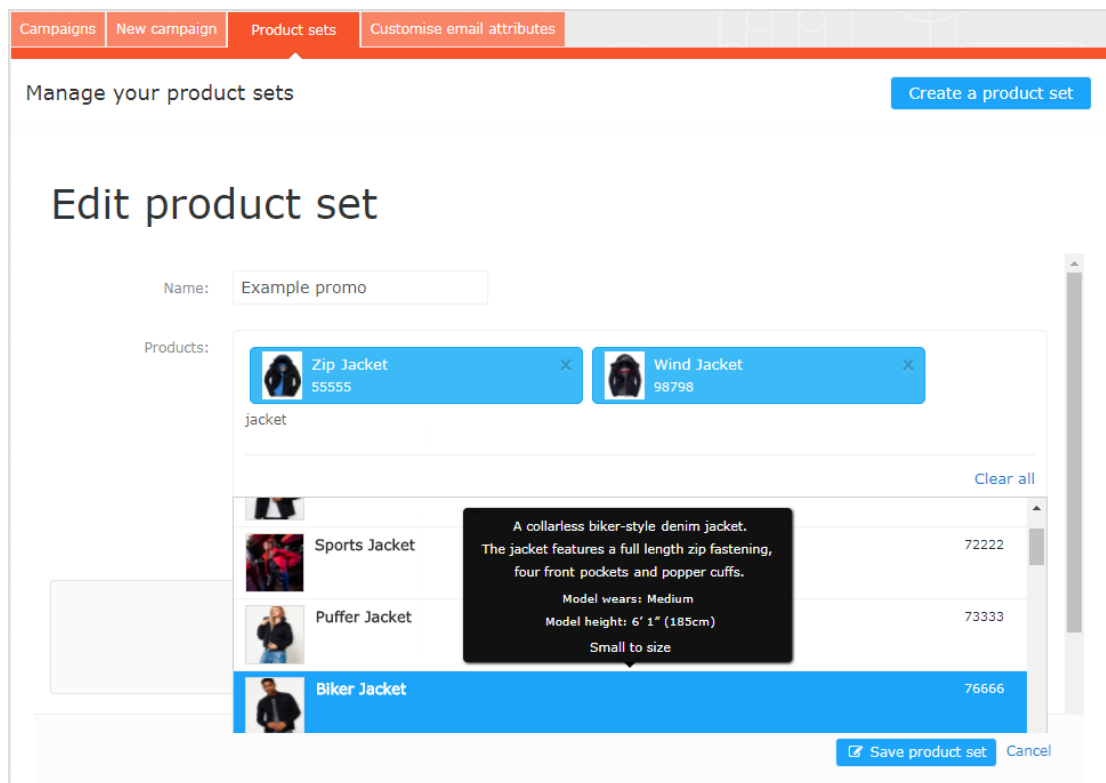 Campaigns
New campaign
Product sets
Customise email attributes
Manage your product sets
Create a product set
Edit product set
Name:
Example promo
Products:
Zip Jacket
55555
X
Wind Jacket
98798
X
jacket
Clear all
A collarless biker-style denim jacket.
The jacket features a full length zip fastening,
four front pockets and popper cuffs.
Model wears: Medium
Model height: 6’ 1” (185cm)
Small to size
Sports Jacket
72222
Puffer Jacket
73333
Biker Jacket
76666
Save product set
Cancel